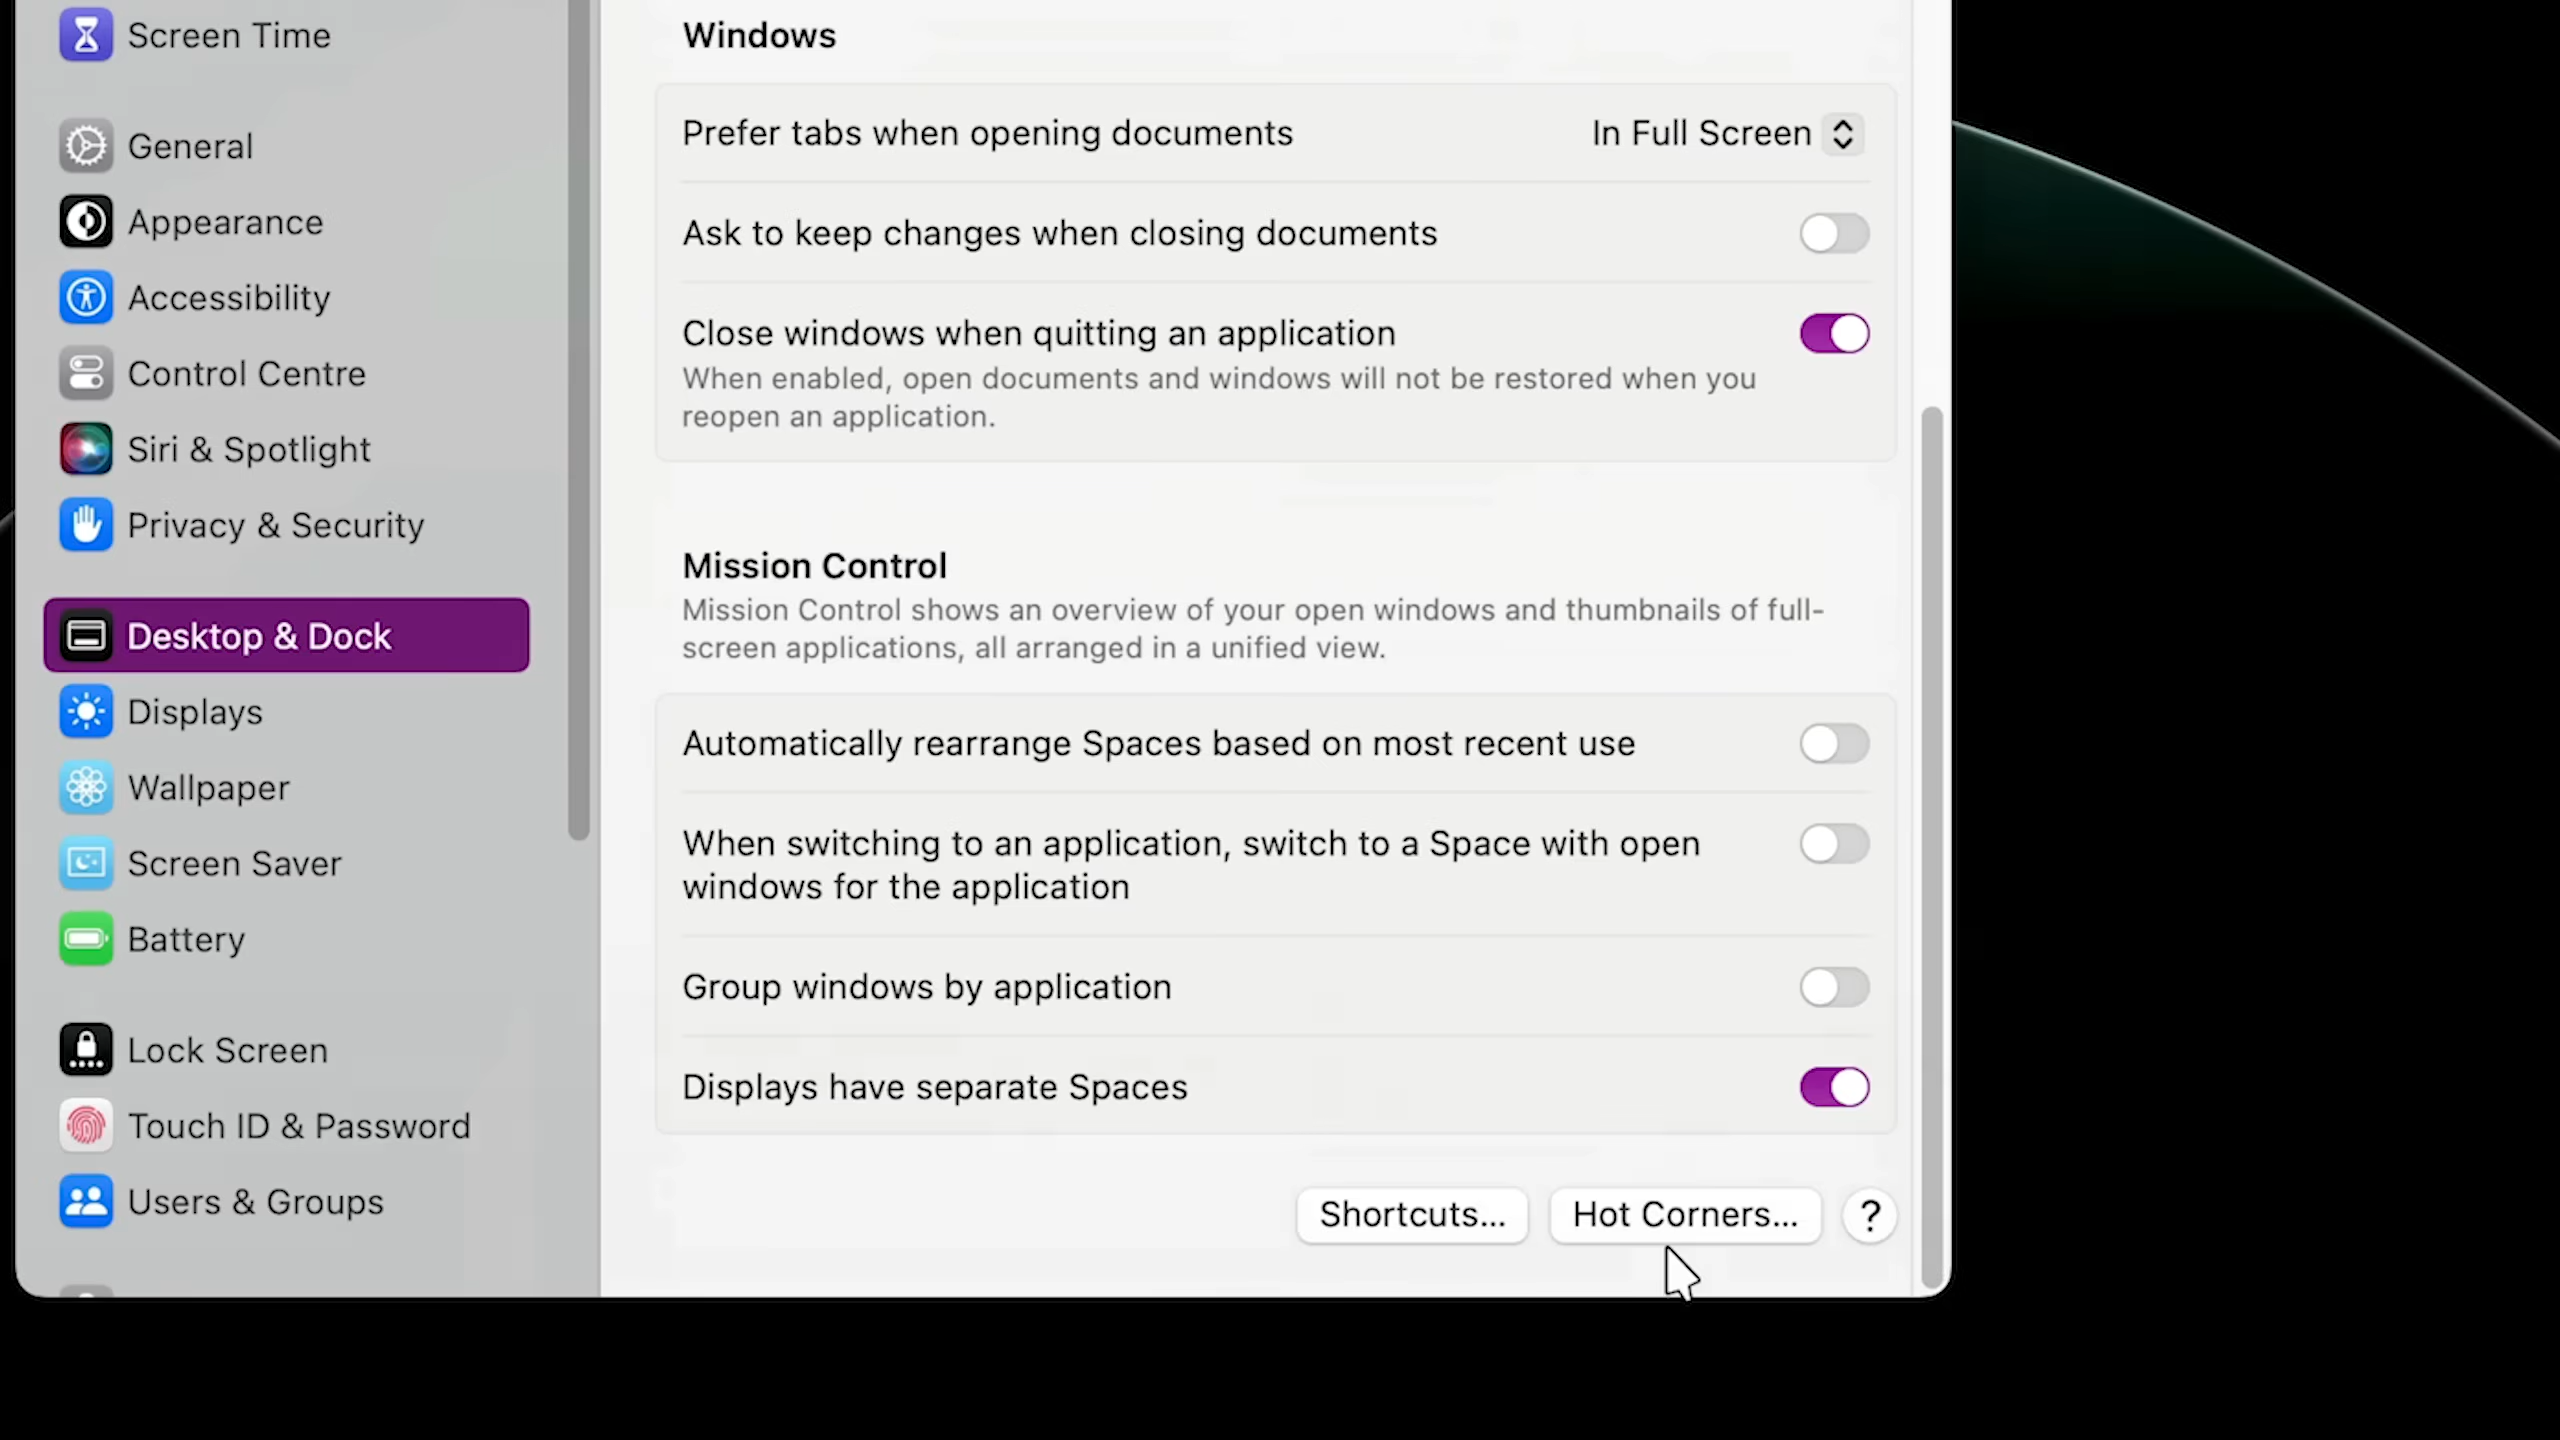 Screen Time
General
Appearance
Accessibility
Control Centre
Siri & Spotlight
Privacy & Security
Desktop & Dock
Displays
Wallpaper
Screen Saver
Battery
Lock Screen
Touch ID & Password
Users & Groups
Windows
Prefer tabs when opening documents
In Full Screen
Ask to keep changes when closing documents
Close windows when quitting an application
When enabled, open documents and windows will not be restored when you
reopen an application.
Mission Control
Mission Control shows an overview of your open windows and thumbnails of full-
screen applications, all arranged in a unified view.
Automatically rearrange Spaces based on most recent use
When switching to an application, switch to a Space with open
windows for the application
Group windows by application
Displays have separate Spaces
Shortcuts...
Hot Corners...
?